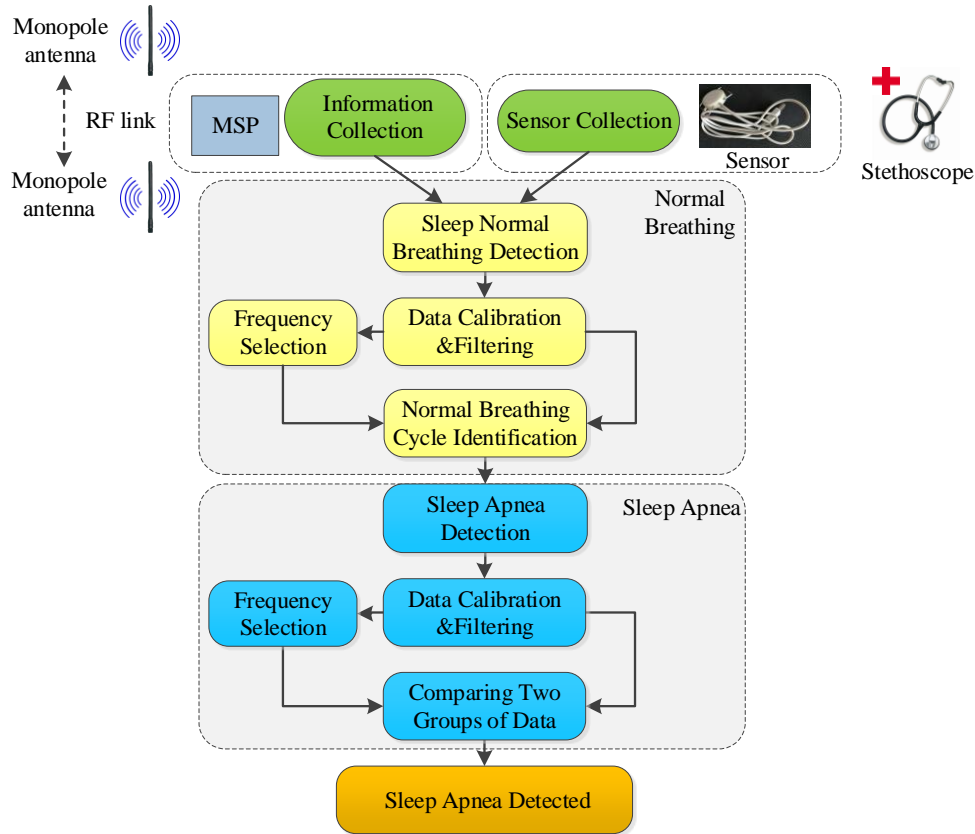 Monopole
antenna
RF link
Monopole
antenna
MSP
Information
Collection
Sensor Collection
Sensor
Stethoscope
Normal
Breathing
Sleep Normal
Breathing Detection
Frequency
Selection
Data Calibration
&Filtering
Normal Breathing
Cycle Identification
Sleep Apnea
Sleep Apnea
Detection
Frequency
Selection
Data Calibration
&Filtering
Comparing Two
Groups of Data
Sleep Apnea Detected